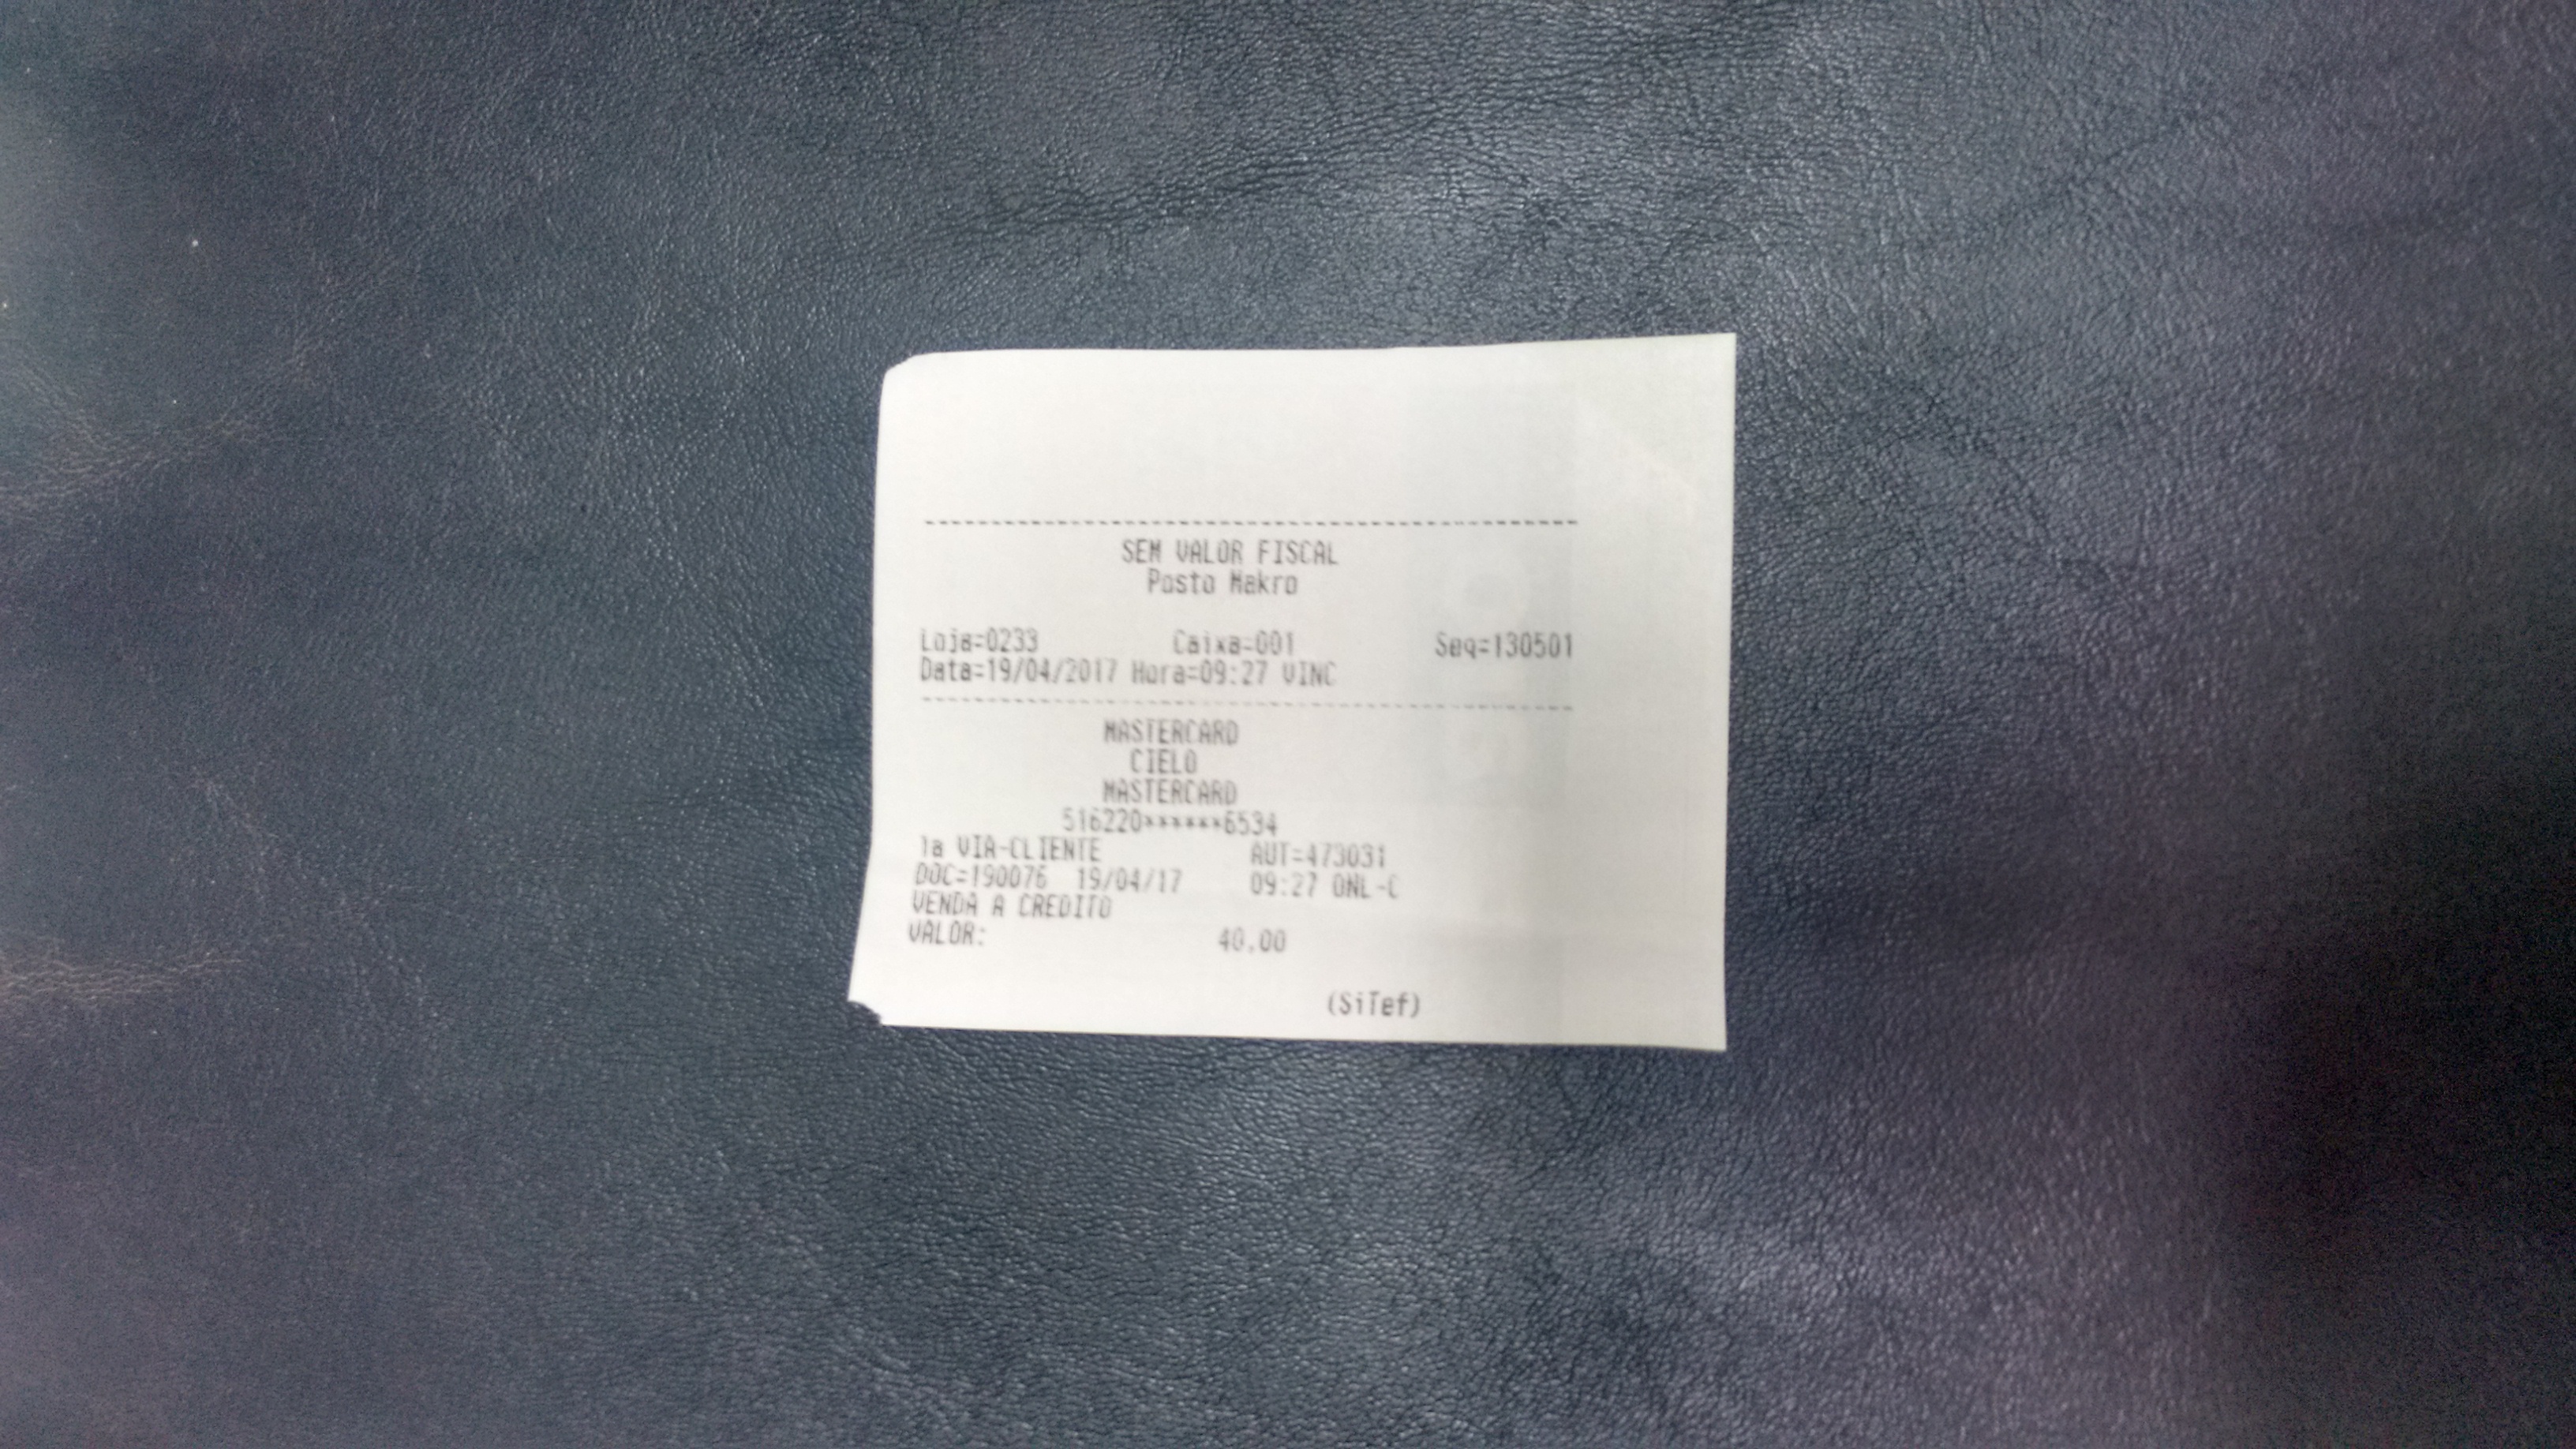 SEM VALOR FISCAL
Posto Makro
Loja=0233 Caixa=001 Seq=130501
Data=19/04/2017 Hora=09:27 VINC
MASTERCARD
CIELO
MASTERCARD
516220******6534
1a VIA-CLIENTE AUT=473031
DOC=190076 19/04/17 09:27 ONL-C
VENDA A CREDITO
VALOR: 40,00
(SiTef)